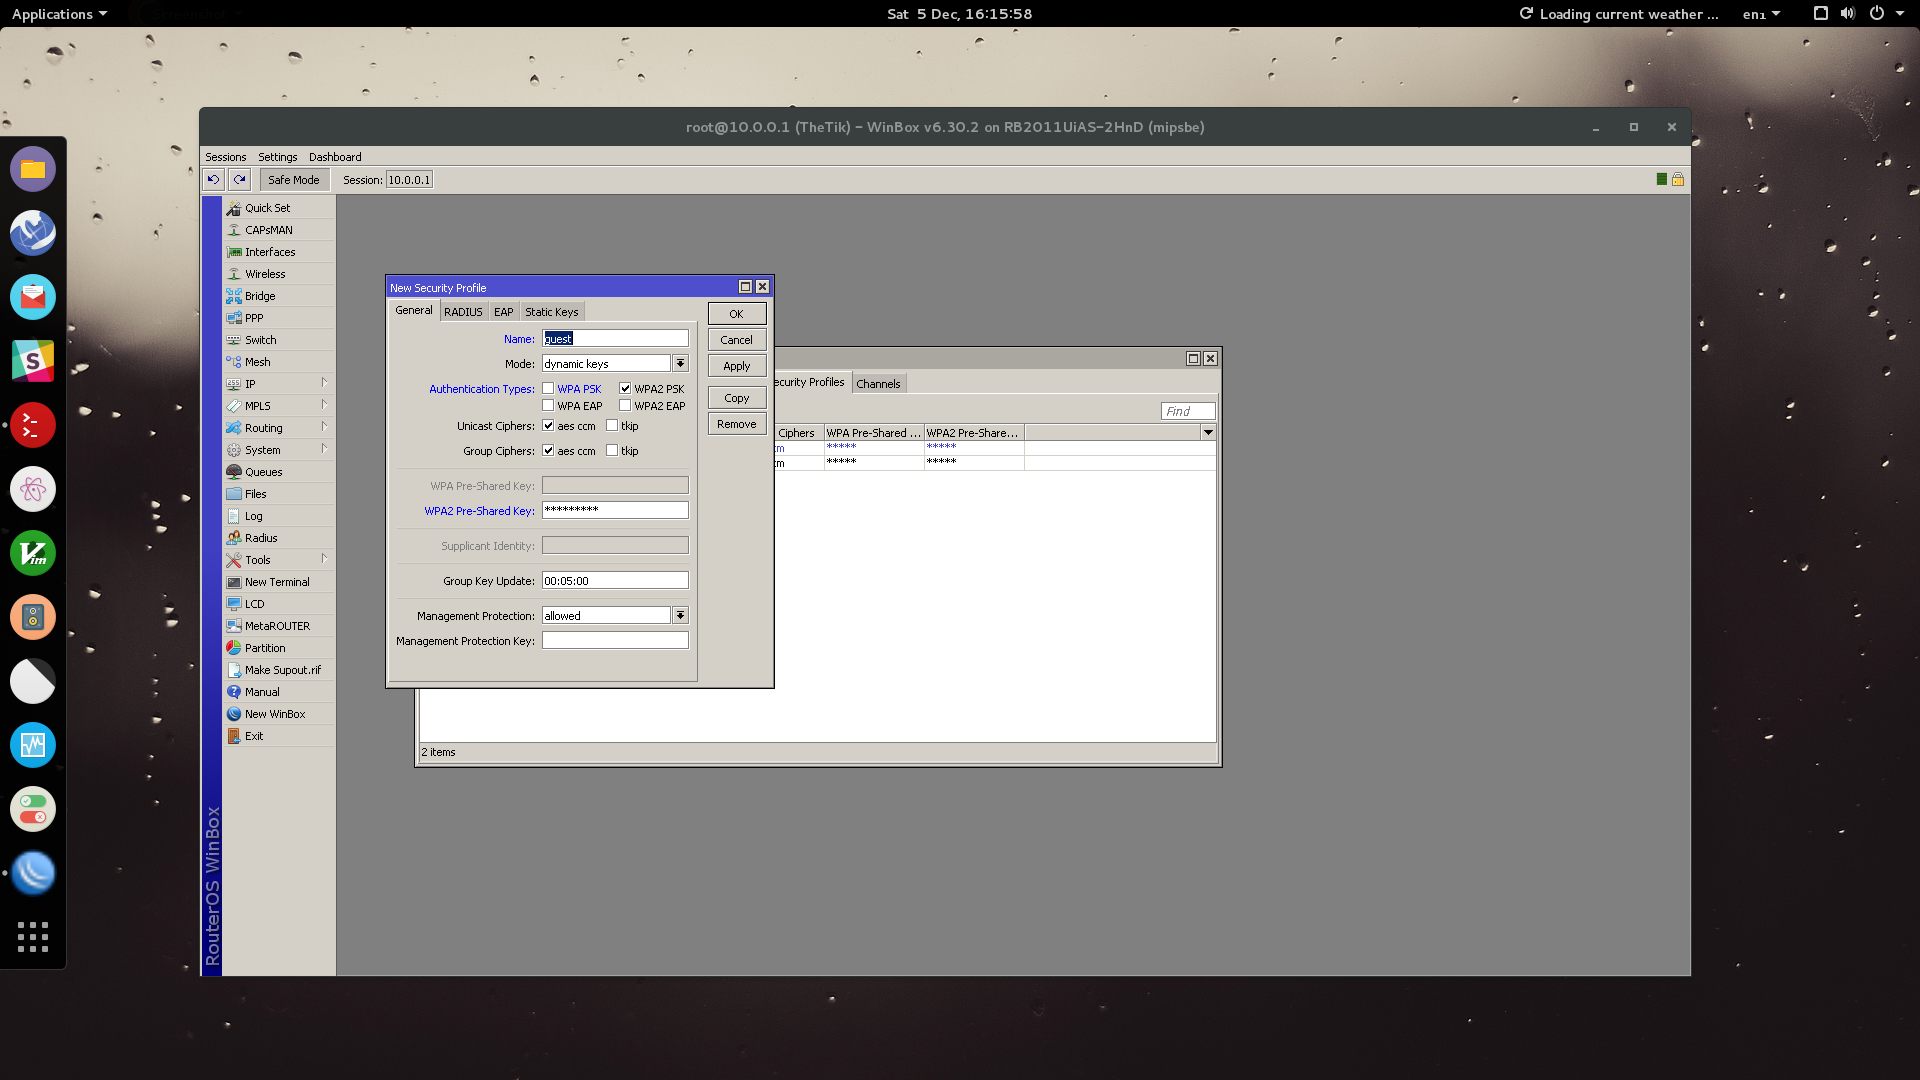 Applications
Sat 5 Dec, 16:15:58
Loading current weather ...
en₁
root@10.0.0.1 (TheTik) - WinBox v6.30.2 on RB2011UiAS-2HnD (mipsbe)
Sessions Settings Dashboard
Safe Mode Session: 10.0.0.1
Quick Set
CAPsMAN
Interfaces
Wireless
Bridge
PPP
Switch
Mesh
IP
MPLS
Routing
System
Queues
Files
Log
Radius
Tools
New Terminal
LCD
MetaROUTER
Partition
Make Supout.rif
Manual
New WinBox
Exit
RouterOS WinBox
New Security Profile
General RADIUS EAP Static Keys
Name: guest
Mode: dynamic keys
Authentication Types: WPA PSK WPA2 PSK
WPA EAP WPA2 EAP
Unicast Ciphers: aes ccm tkip
Group Ciphers: aes ccm tkip
WPA Pre-Shared Key:
WPA2 Pre-Shared Key: *********
Supplicant Identity:
Group Key Update: 00:05:00
Management Protection: allowed
Management Protection Key:
OK
Cancel
Apply
Copy
Remove
ecurity Profiles Channels
Find
Ciphers WPA Pre-Shared ... WPA2 Pre-Share...
cm ***** *****
cm ***** *****
2 items
Vim